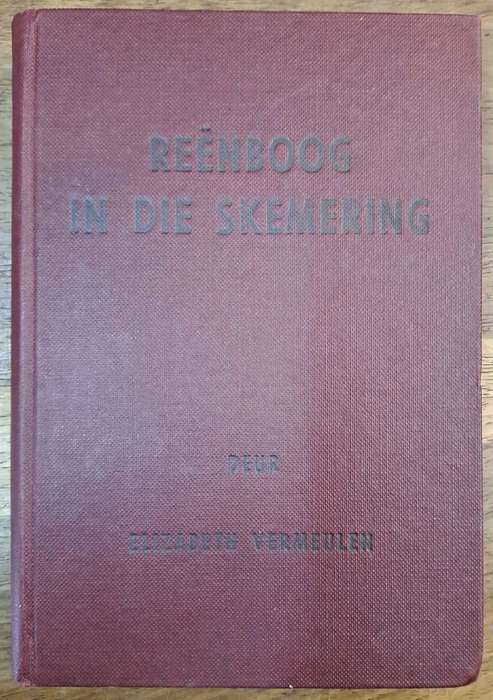 REËNBOOG
IN DIE SKEMERING
DEUR
ELIZABETH VERMEULEN